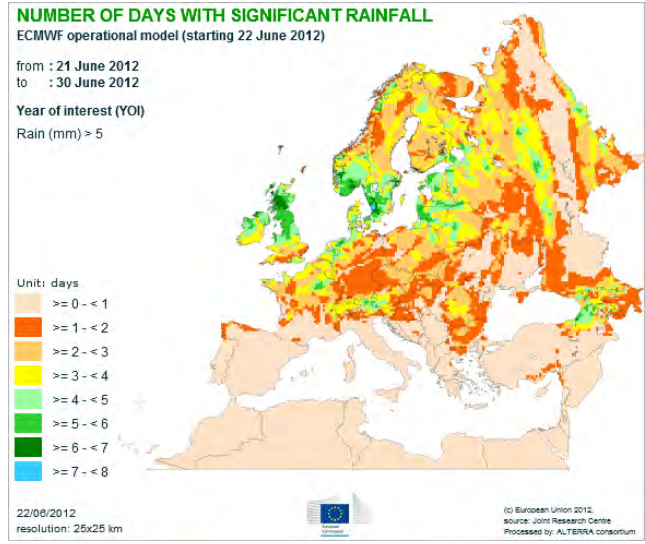 NUMBER OF DAYS WITH SIGNIFICANT RAINFALL
ECMWF operational model (starting 22 June 2012)
from : 21 June 2012
to : 30 June 2012
Year of interest (YOI)
Rain (mm) > 5
Unit: days
>= 0 - < 1
>= 1 - < 2
>= 2 - < 3
>= 3 - < 4
>= 4 - < 5
>= 5 - < 6
>= 6 - < 7
>= 7 - < 8
22/06/2012
resolution: 25x25 km
European
Commission
(c) European Union 2012,
source: Joint Research Centre
Processed by: ALTERRA consortium